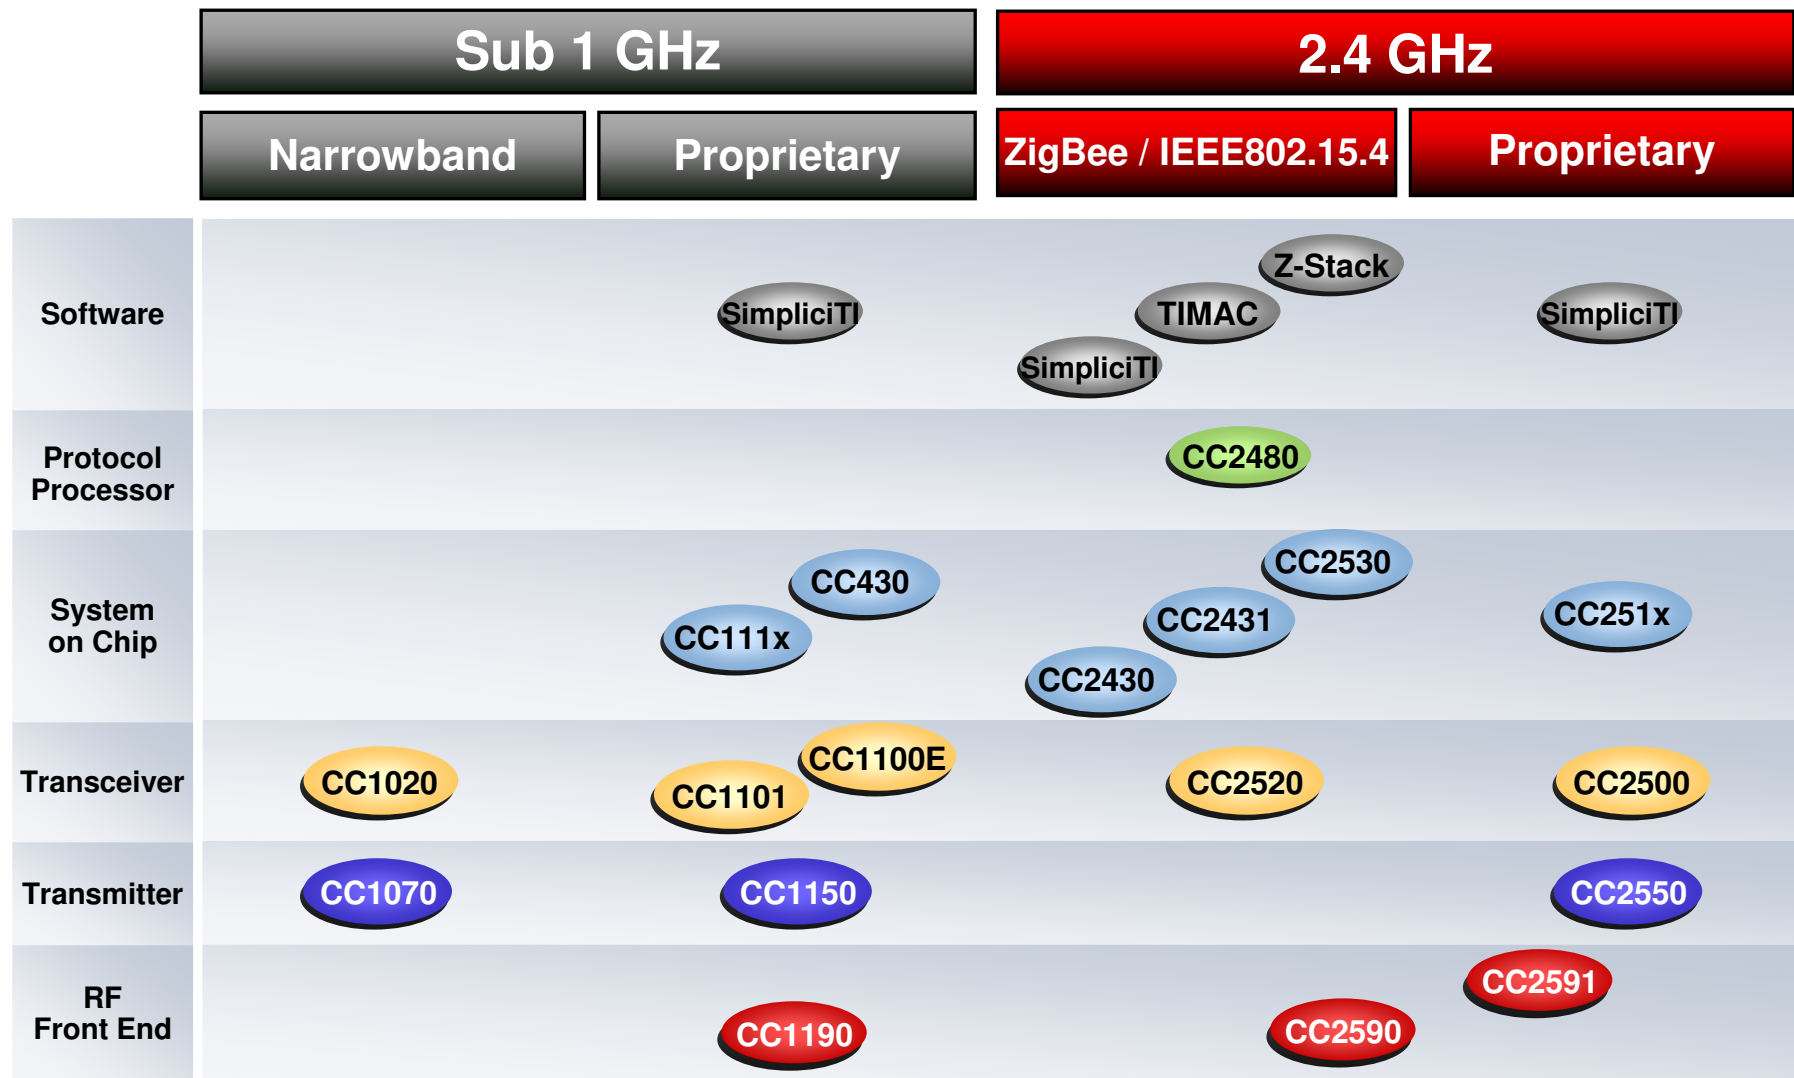 Sub 1 GHz
2.4 GHz
Narrowband
Proprietary
ZigBee / IEEE802.15.4
Proprietary
Software
SimpliciTI
SimpliciTI
TIMAC
Z-Stack
SimpliciTI
Protocol
Processor
CC2480
System
on Chip
CC111x
CC430
CC2430
CC2431
CC2530
CC251x
Transceiver
CC1020
CC1101
CC1100E
CC2520
CC2500
Transmitter
CC1070
CC1150
CC2550
RF
Front End
CC1190
CC2590
CC2591